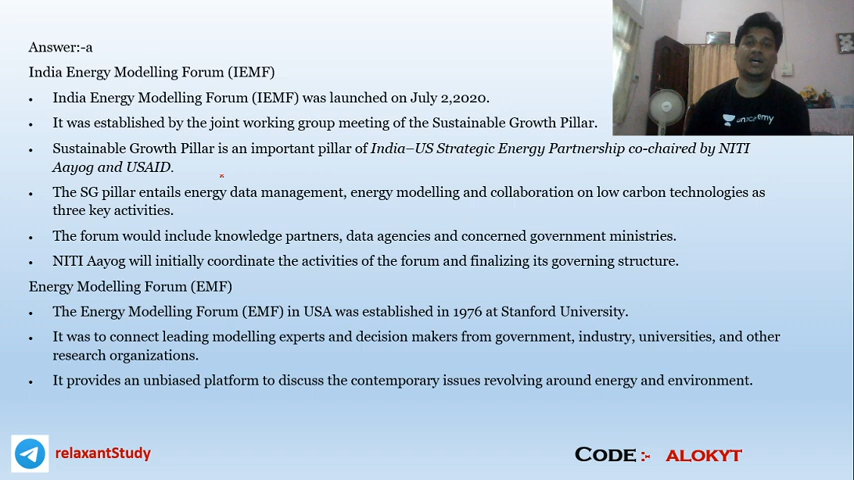 Answer:-a
India Energy Modelling Forum (IEMF)
• India Energy Modelling Forum (IEMF) was launched on July 2,2020.
• It was established by the joint working group meeting of the Sustainable Growth Pillar.
• Sustainable Growth Pillar is an important pillar of India–US Strategic Energy Partnership co-chaired by NITI
Aayog and USAID.
• The SG pillar entails energy data management, energy modelling and collaboration on low carbon technologies as
three key activities.
• The forum would include knowledge partners, data agencies and concerned government ministries.
• NITI Aayog will initially coordinate the activities of the forum and finalizing its governing structure.
Energy Modelling Forum (EMF)
• The Energy Modelling Forum (EMF) in USA was established in 1976 at Stanford University.
• It was to connect leading modelling experts and decision makers from government, industry, universities, and other
research organizations.
• It provides an unbiased platform to discuss the contemporary issues revolving around energy and environment.
unacademy
relaxantStudy
CODE :- ALOKYT